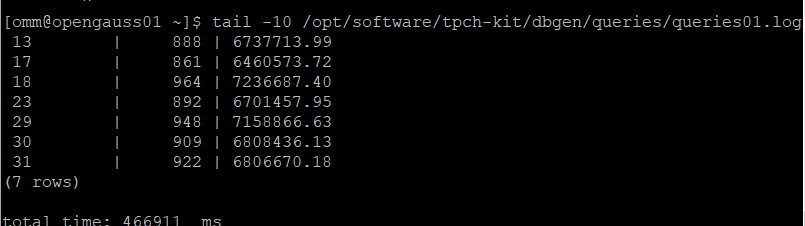 [omm@opengauss01 ~]$ tail -10 /opt/software/tpch-kit/dbgen/queries/queries01.log
 13        |     888 | 6737713.99
 17        |     861 | 6460573.72
 18        |     964 | 7236687.40
 23        |     892 | 6701457.95
 29        |     948 | 7158866.63
 30        |     909 | 6808436.13
 31        |     922 | 6806670.18
(7 rows)

total time: 466911  ms